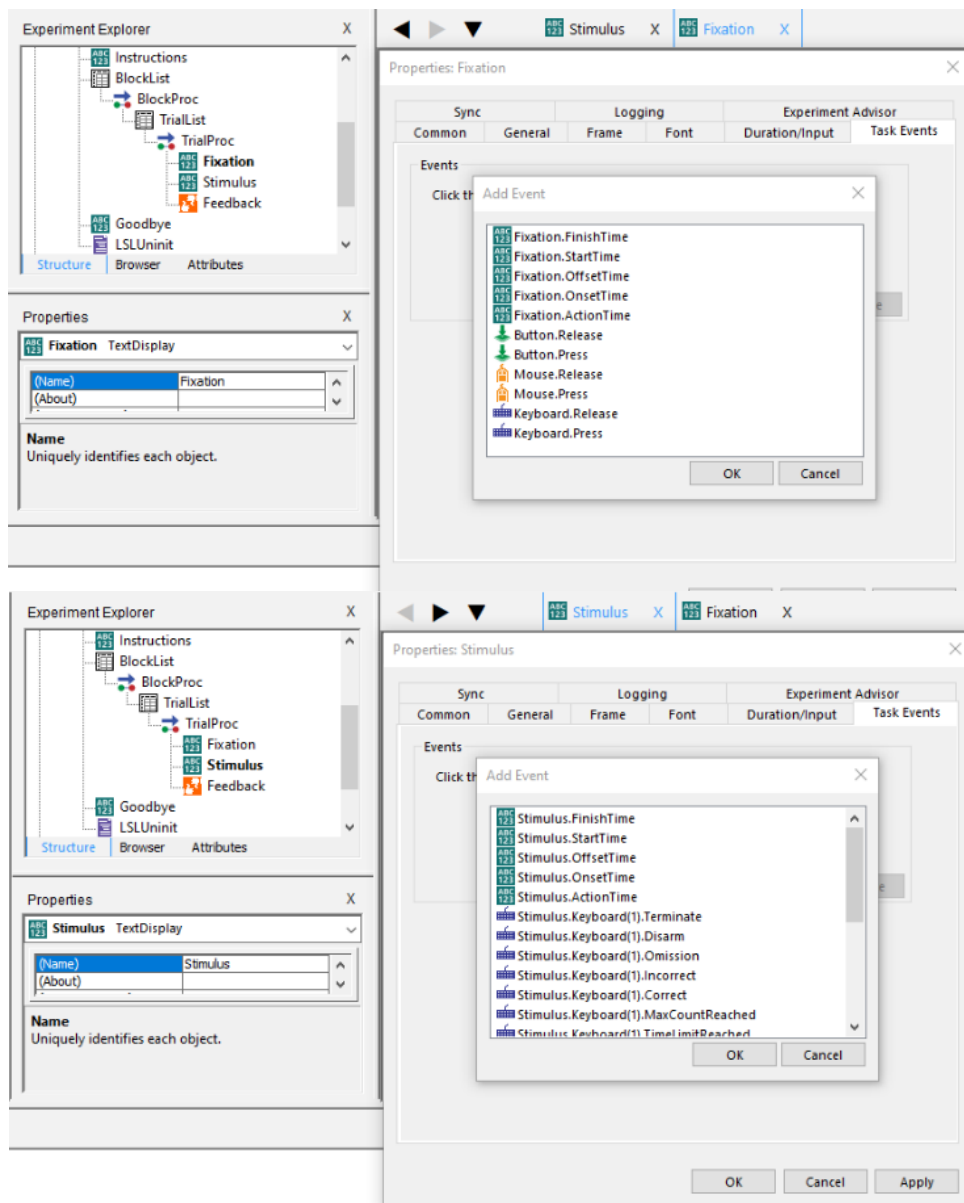 Experiment Explorer X
Instructions
BlockList
BlockProc
TrialList
TrialProc
Fixation
Stimulus
Feedback
Goodbye
LSLUninit
Structure Browser Attributes
Properties X
Fixation TextDisplay
(Name) Fixation
(About)
Name
Uniquely identifies each object.
Stimulus X Fixation X
Properties: Fixation
Sync Logging Experiment Advisor
Common General Frame Font Duration/Input Task Events
Events
Click th
Add Event
Fixation.FinishTime
Fixation.StartTime
Fixation.OffsetTime
Fixation.OnsetTime
Fixation.ActionTime
Button.Release
Button.Press
Mouse.Release
Mouse.Press
Keyboard.Release
Keyboard.Press
OK Cancel
Experiment Explorer X
Instructions
BlockList
BlockProc
TrialList
TrialProc
Fixation
Stimulus
Feedback
Goodbye
LSLUninit
Structure Browser Attributes
Properties X
Stimulus TextDisplay
(Name) Stimulus
(About)
Name
Uniquely identifies each object.
Stimulus X Fixation X
Properties: Stimulus
Sync Logging Experiment Advisor
Common General Frame Font Duration/Input Task Events
Events
Click th
Add Event
Stimulus.FinishTime
Stimulus.StartTime
Stimulus.OffsetTime
Stimulus.OnsetTime
Stimulus.ActionTime
Stimulus.Keyboard(1).Terminate
Stimulus.Keyboard(1).Disarm
Stimulus.Keyboard(1).Omission
Stimulus.Keyboard(1).Incorrect
Stimulus.Keyboard(1).Correct
Stimulus.Keyboard(1).MaxCountReached
Stimulus.Keyboard(1).TimeLimitReached
OK Cancel
OK Cancel Apply